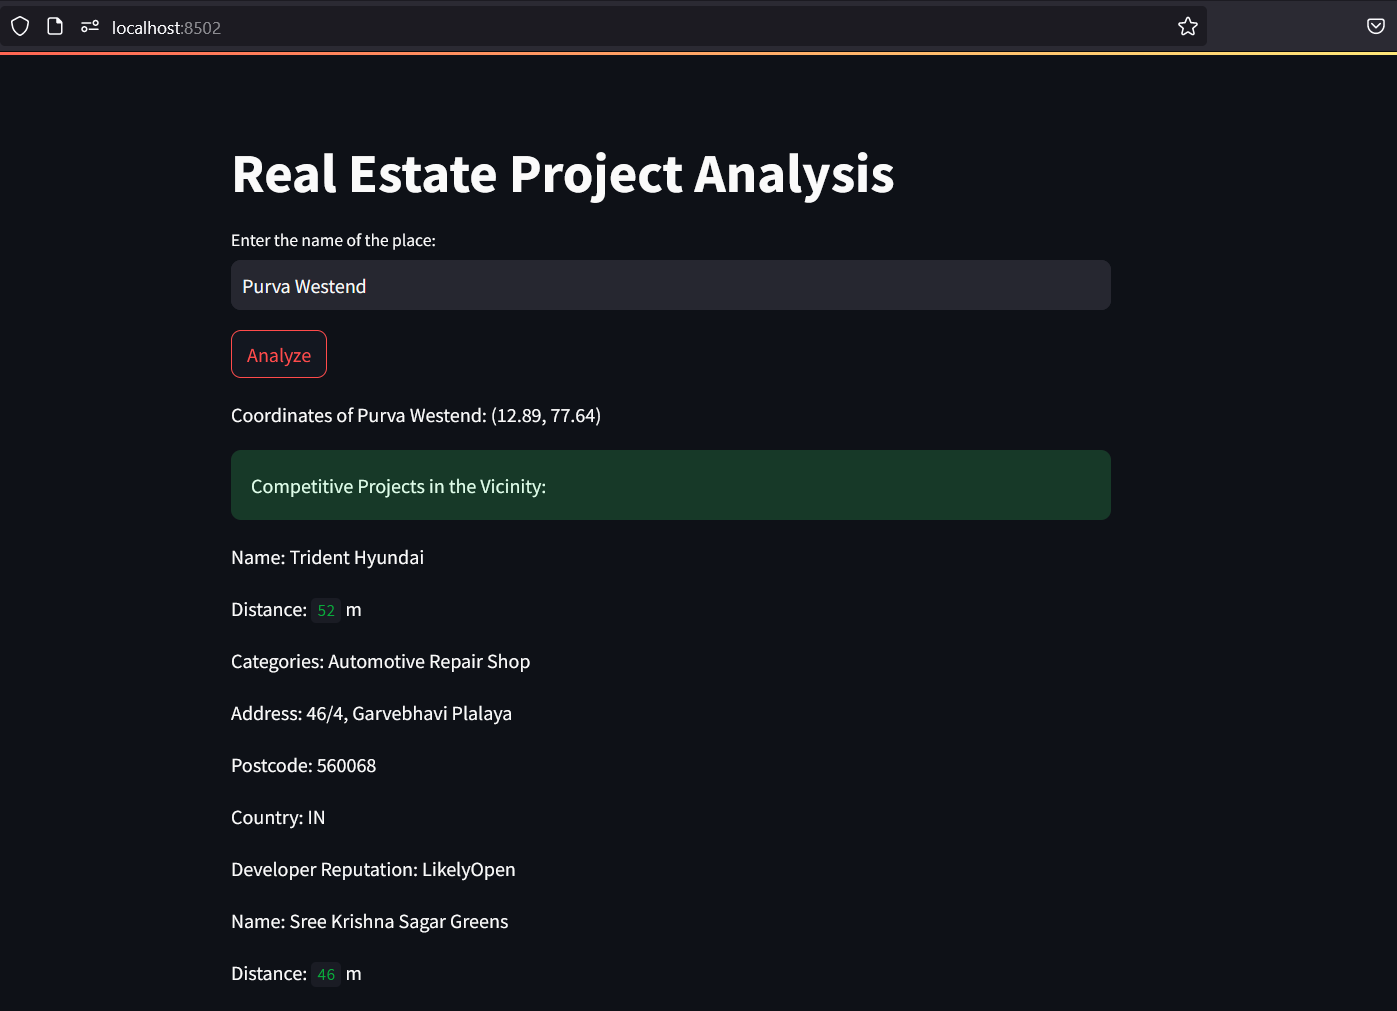 localhost:8502
Real Estate Project Analysis
Enter the name of the place:
Purva Westend
Analyze
Coordinates of Purva Westend: (12.89, 77.64)
Competitive Projects in the Vicinity:
Name: Trident Hyundai
Distance: 52 m
Categories: Automotive Repair Shop
Address: 46/4, Garvebhavi Plalaya
Postcode: 560068
Country: IN
Developer Reputation: LikelyOpen
Name: Sree Krishna Sagar Greens
Distance: 46 m